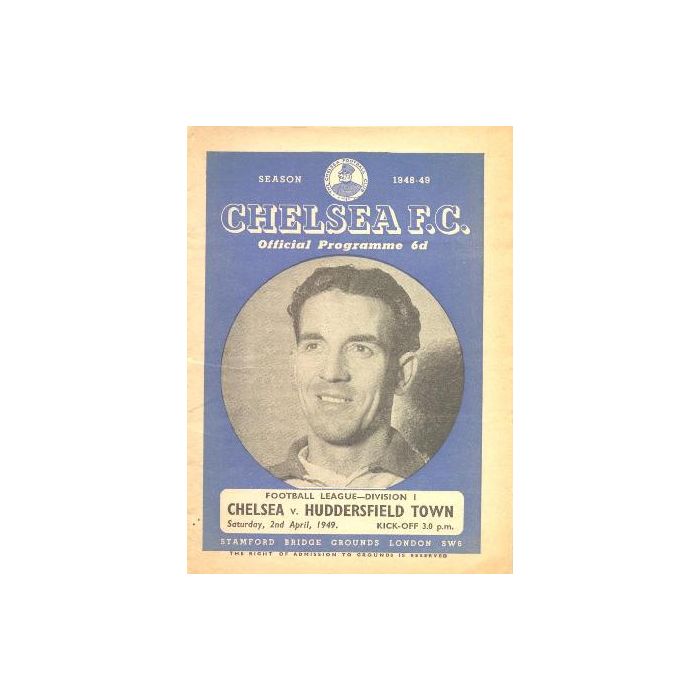 SEASON 1948-49
CHELSEA F.C.
Official Programme 6d
FOOTBALL LEAGUE—DIVISION I
CHELSEA v. HUDDERSFIELD TOWN
Saturday, 2nd April, 1949. KICK-OFF 3.0 p.m.
STAMFORD BRIDGE GROUNDS LONDON SW6
THE RIGHT OF ADMISSION TO GROUNDS IS RESERVED